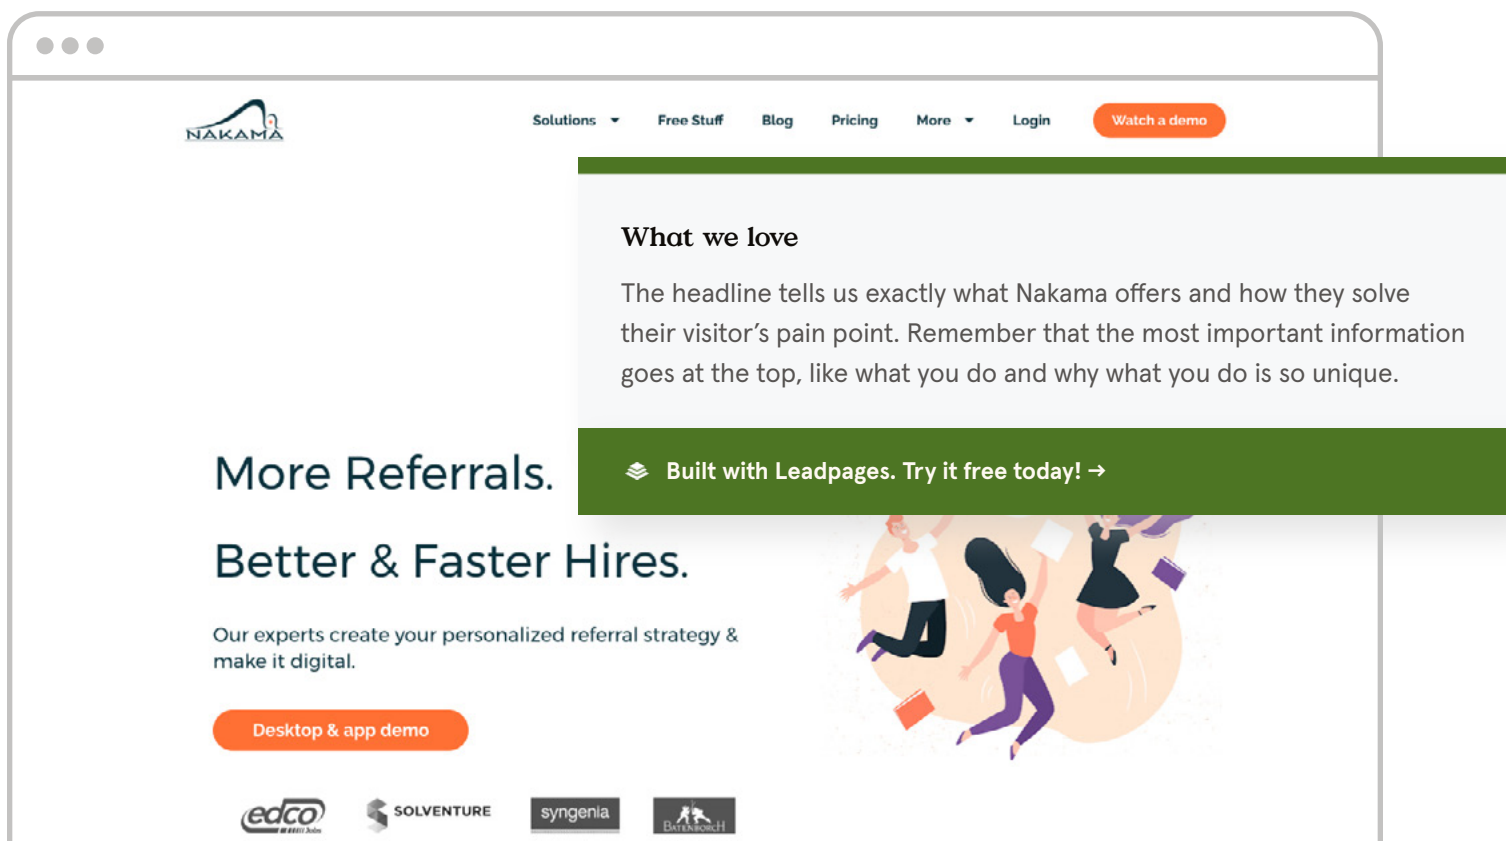 NAKAMA
Solutions
Free Stuff
Blog
Pricing
More
Login
Watch a demo
What we love
The headline tells us exactly what Nakama offers and how they solve
their visitor’s pain point. Remember that the most important information
goes at the top, like what you do and why what you do is so unique.
Built with Leadpages. Try it free today! →
More Referrals.
Better & Faster Hires.
Our experts create your personalized referral strategy &
make it digital.
Desktop & app demo
edco
Jobs
SOLVENTURE
syngenia
BATENBORCH